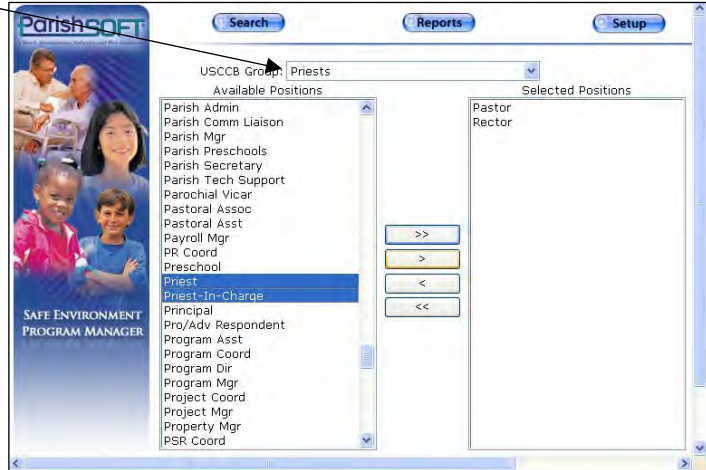 ParishSOFT
Search
Reports
Setup
USCCB Group: Priests
Available Positions
Selected Positions
Parish Admin
Parish Comm Liaison
Parish Mgr
Parish Preschools
Parish Secretary
Parish Tech Support
Parochial Vicar
Pastoral Assoc
Pastoral Asst
Payroll Mgr
PR Coord
Preschool
Priest
Priest-In-Charge
Principal
Pro/Adv Respondent
Program Asst
Program Coord
Program Dir
Program Mgr
Project Coord
Project Mgr
Property Mgr
PSR Coord
>>
>
<
<<
Pastor
Rector
SAFE ENVIRONMENT
PROGRAM MANAGER